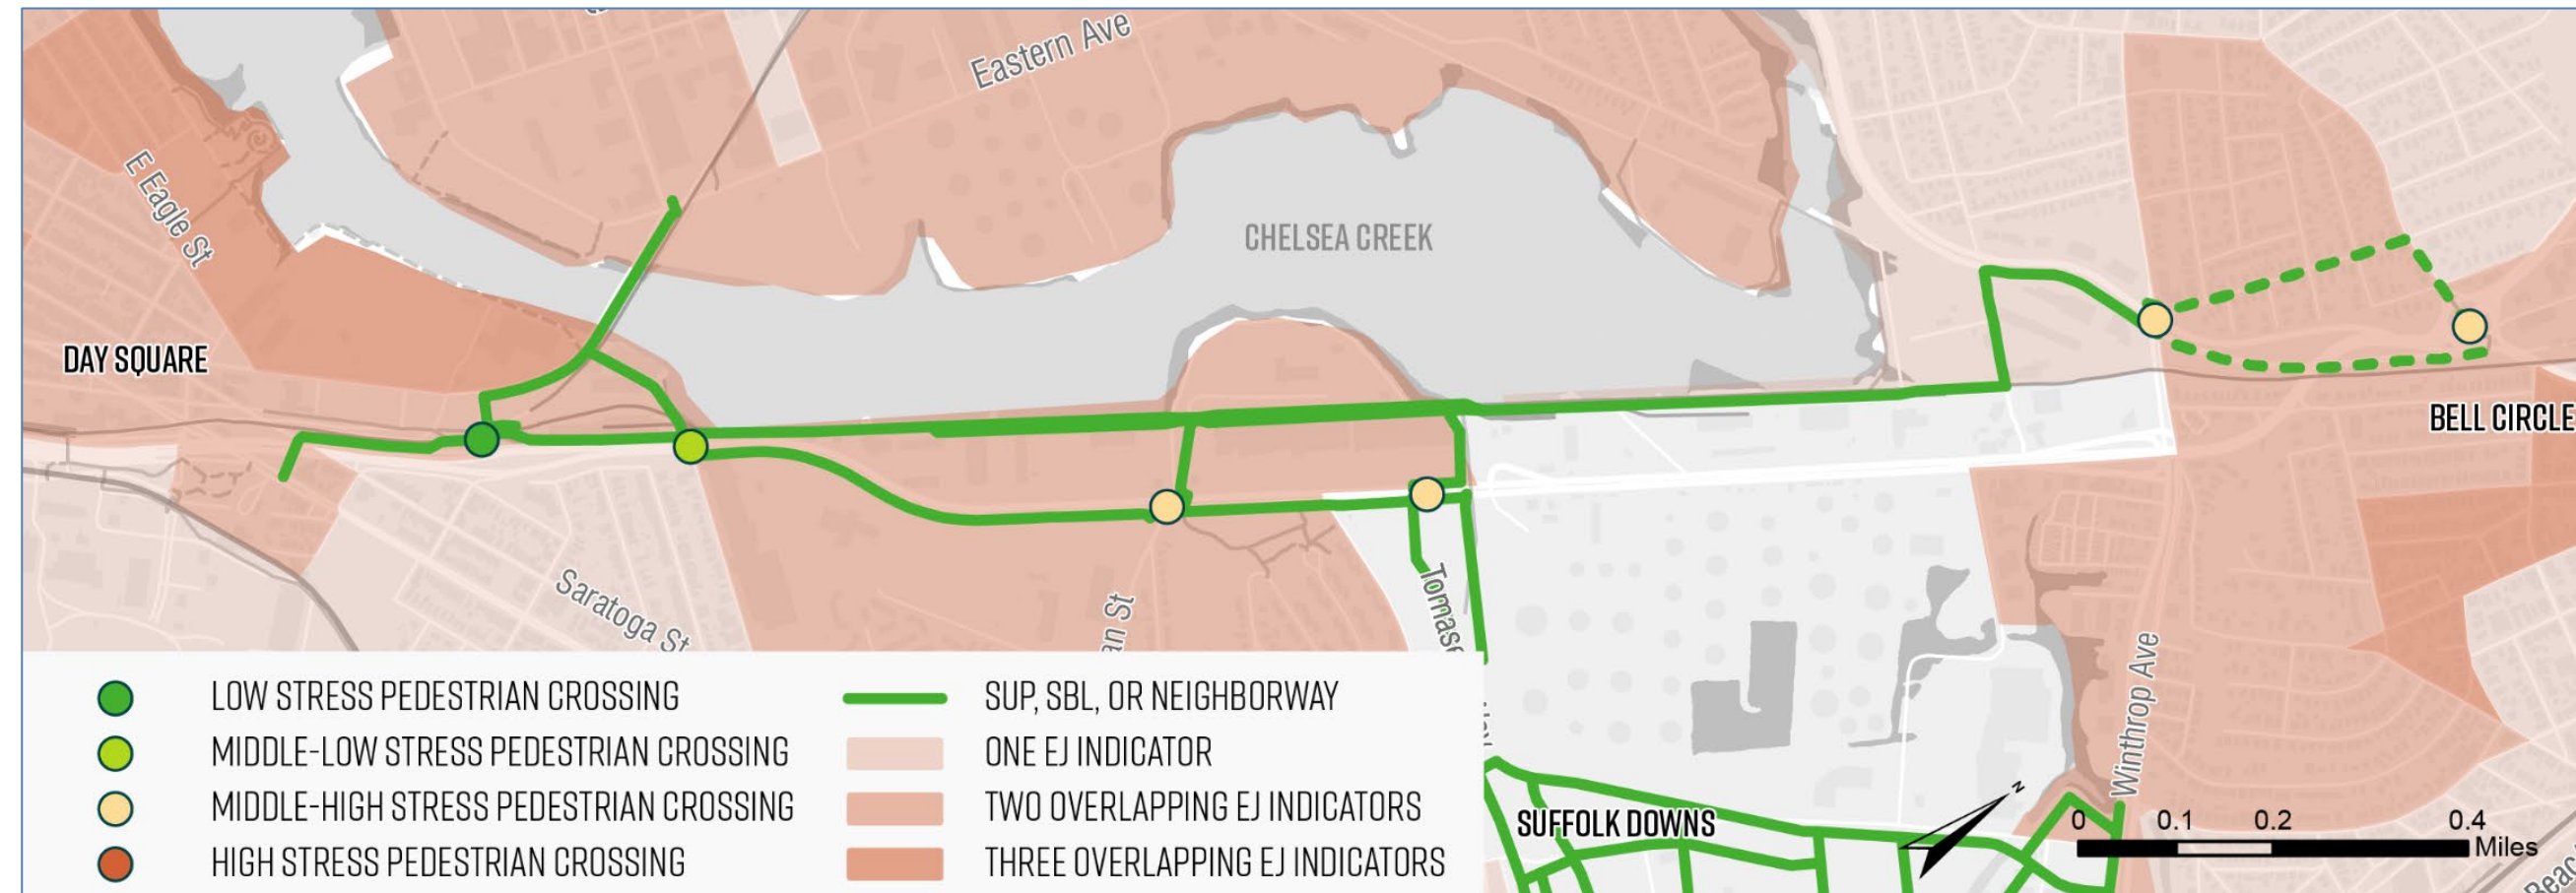 Eastern Ave
E Eagle St
CHELSEA CREEK
DAY SQUARE
BELL CIRCLE
Saratoga St
an St
Tomase
Winthrop Ave
SUFFOLK DOWNS
N
0 0.1 0.2 0.4
Miles
LOW STRESS PEDESTRIAN CROSSING
MIDDLE-LOW STRESS PEDESTRIAN CROSSING
MIDDLE-HIGH STRESS PEDESTRIAN CROSSING
HIGH STRESS PEDESTRIAN CROSSING
SUP, SBL, OR NEIGHBORWAY
ONE EJ INDICATOR
TWO OVERLAPPING EJ INDICATORS
THREE OVERLAPPING EJ INDICATORS